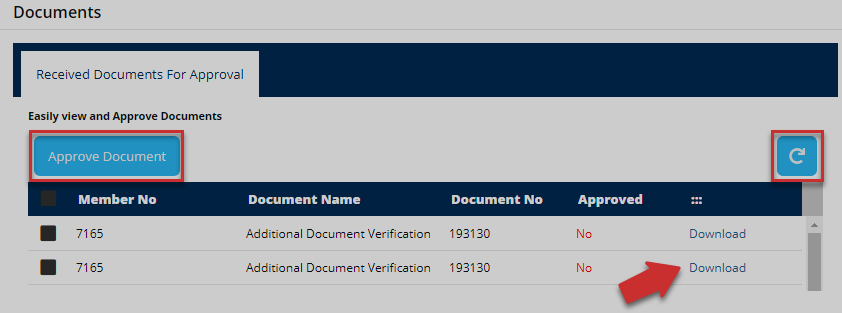 Documents
Received Documents For Approval
Easily view and Approve Documents
Approve Document
Member No Document Name Document No Approved :::
7165 Additional Document Verification 193130 No Download
7165 Additional Document Verification 193130 No Download